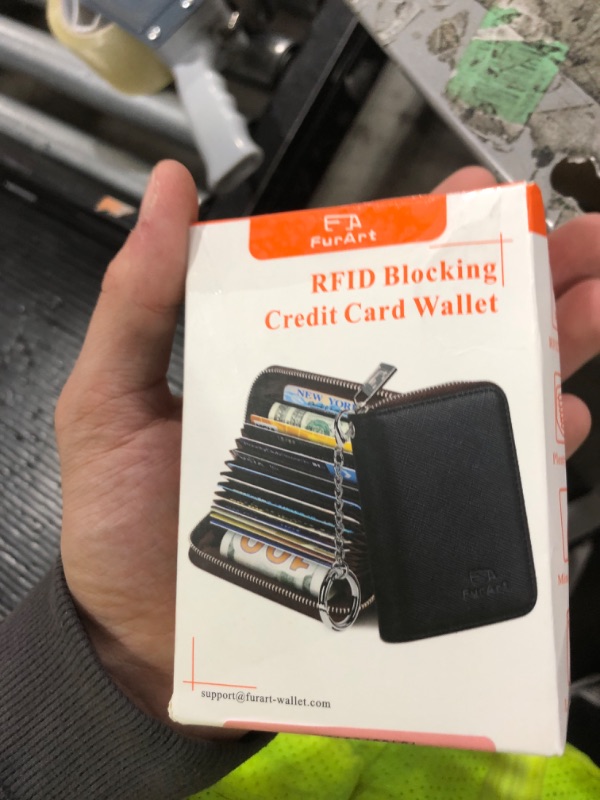 FurArt
RFID Blocking
Credit Card Wallet
NEW YORK
FurArt
support@furart-wallet.com